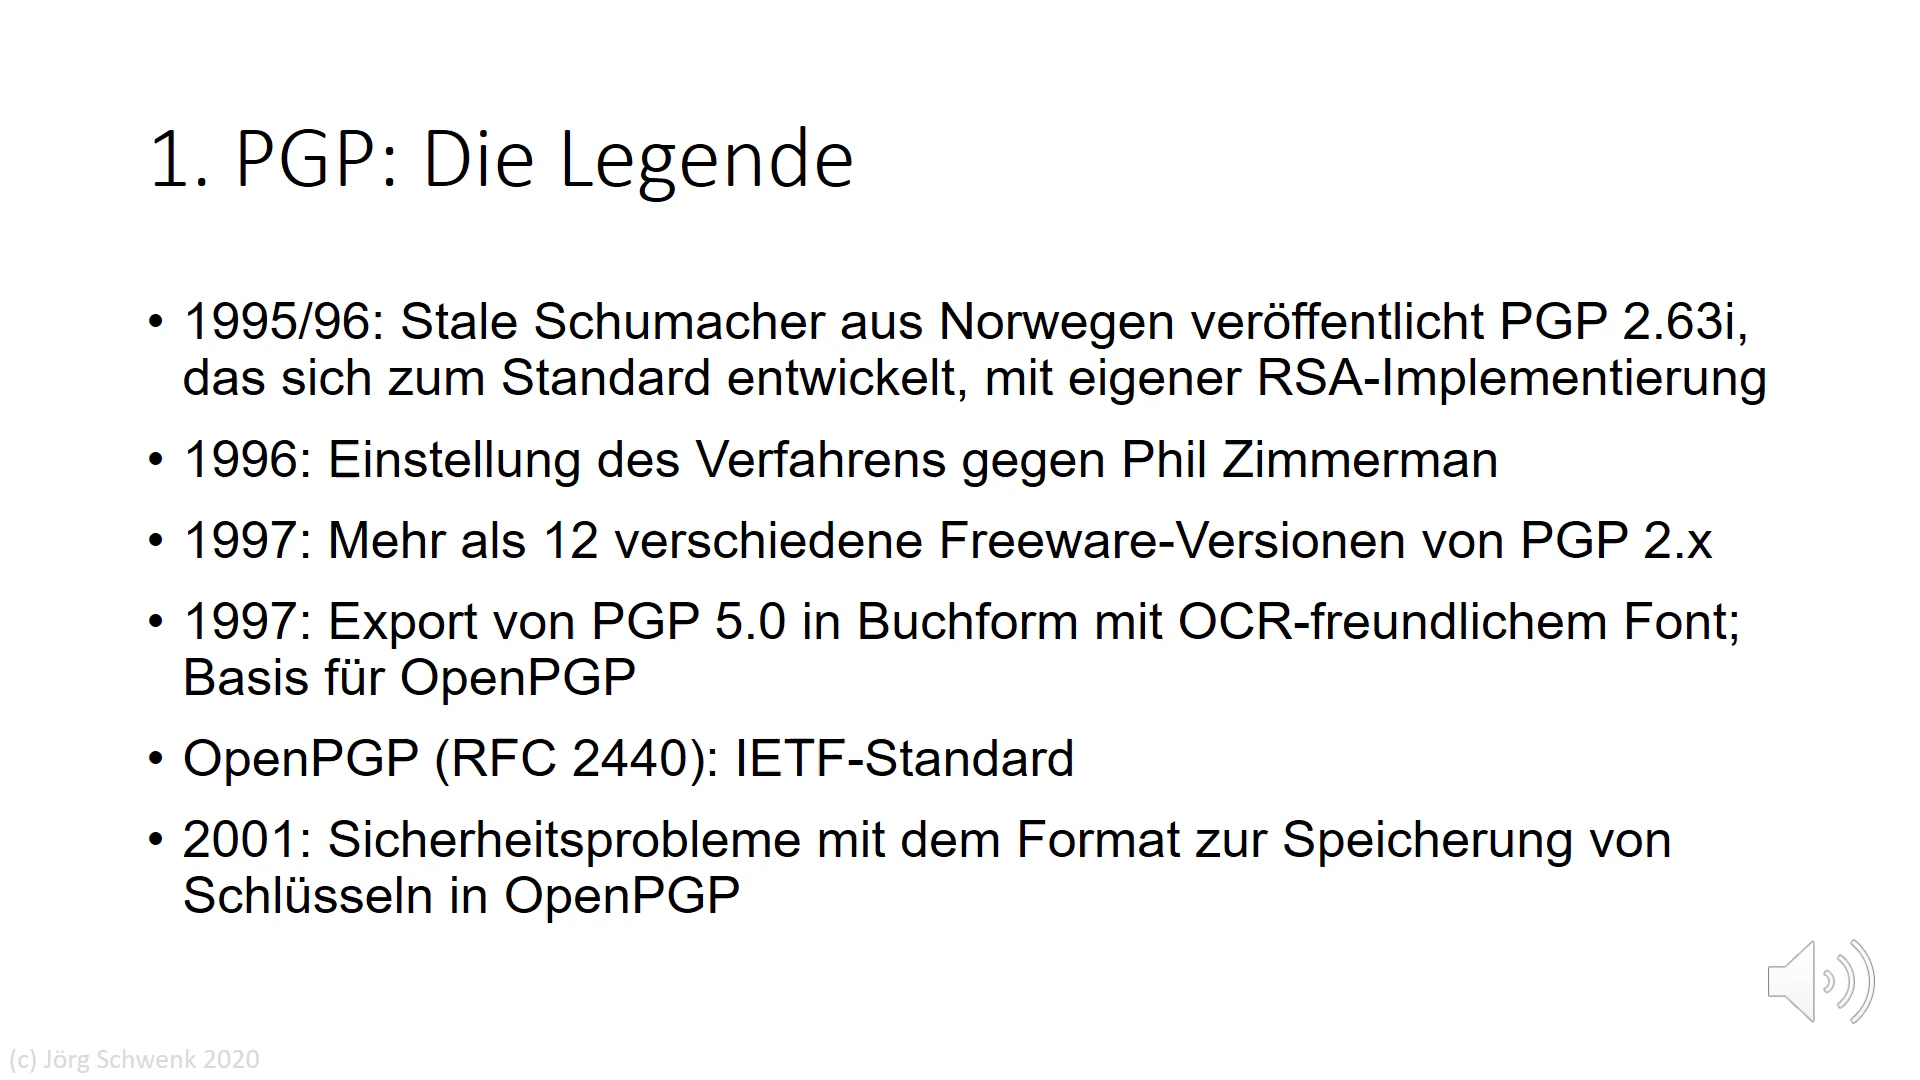 1. PGP: Die Legende
• 1995/96: Stale Schumacher aus Norwegen veröffentlicht PGP 2.63i,
das sich zum Standard entwickelt, mit eigener RSA-Implementierung
• 1996: Einstellung des Verfahrens gegen Phil Zimmerman
• 1997: Mehr als 12 verschiedene Freeware-Versionen von PGP 2.x
• 1997: Export von PGP 5.0 in Buchform mit OCR-freundlichem Font;
Basis für OpenPGP
• OpenPGP (RFC 2440): IETF-Standard
• 2001: Sicherheitsprobleme mit dem Format zur Speicherung von
Schlüsseln in OpenPGP
(c) Jörg Schwenk 2020